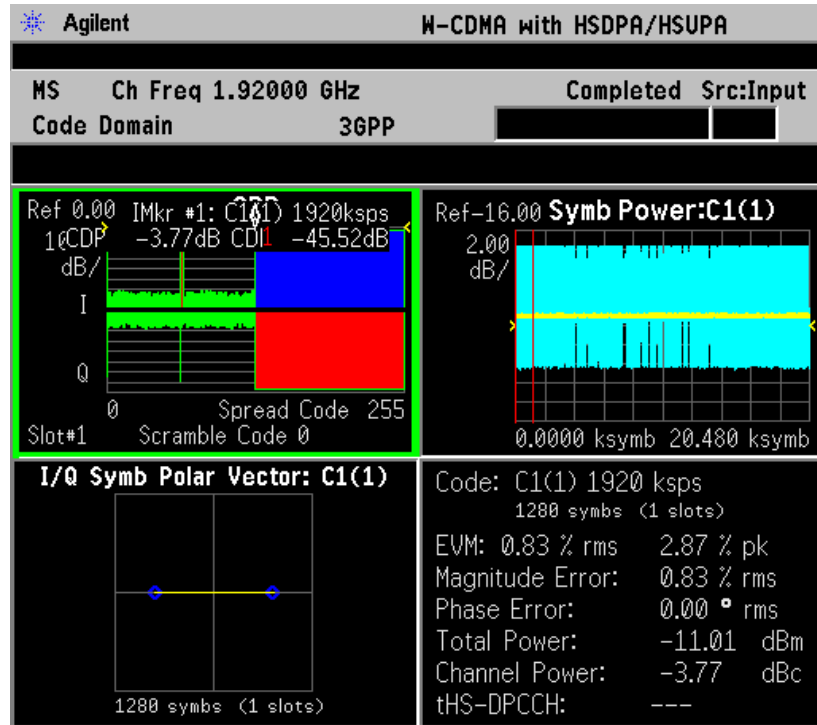 Agilent W-CDMA with HSDPA/HSUPA
MS Ch Freq 1.92000 GHz Completed Src:Input
Code Domain 3GPP
Ref 0.00 IMkr #1: C1(1) 1920ksps
CDP -3.77dB -45.52dB
dB/
I
Q
0 Spread Code 255
Slot#1 Scramble Code 0
Ref-16.00 Symb Power:C1(1)
2.00
dB/
0.0000 ksymb 20.480 ksymb
I/Q Symb Polar Vector: C1(1)
1280 symbs (1 slots)
Code: C1(1) 1920 ksps
1280 symbs (1 slots)
EVM: 0.83 % rms 2.87 % pk
Magnitude Error: 0.83 % rms
Phase Error: 0.00 ° rms
Total Power: -11.01 dBm
Channel Power: -3.77 dBc
tHS-DPCCH: ---